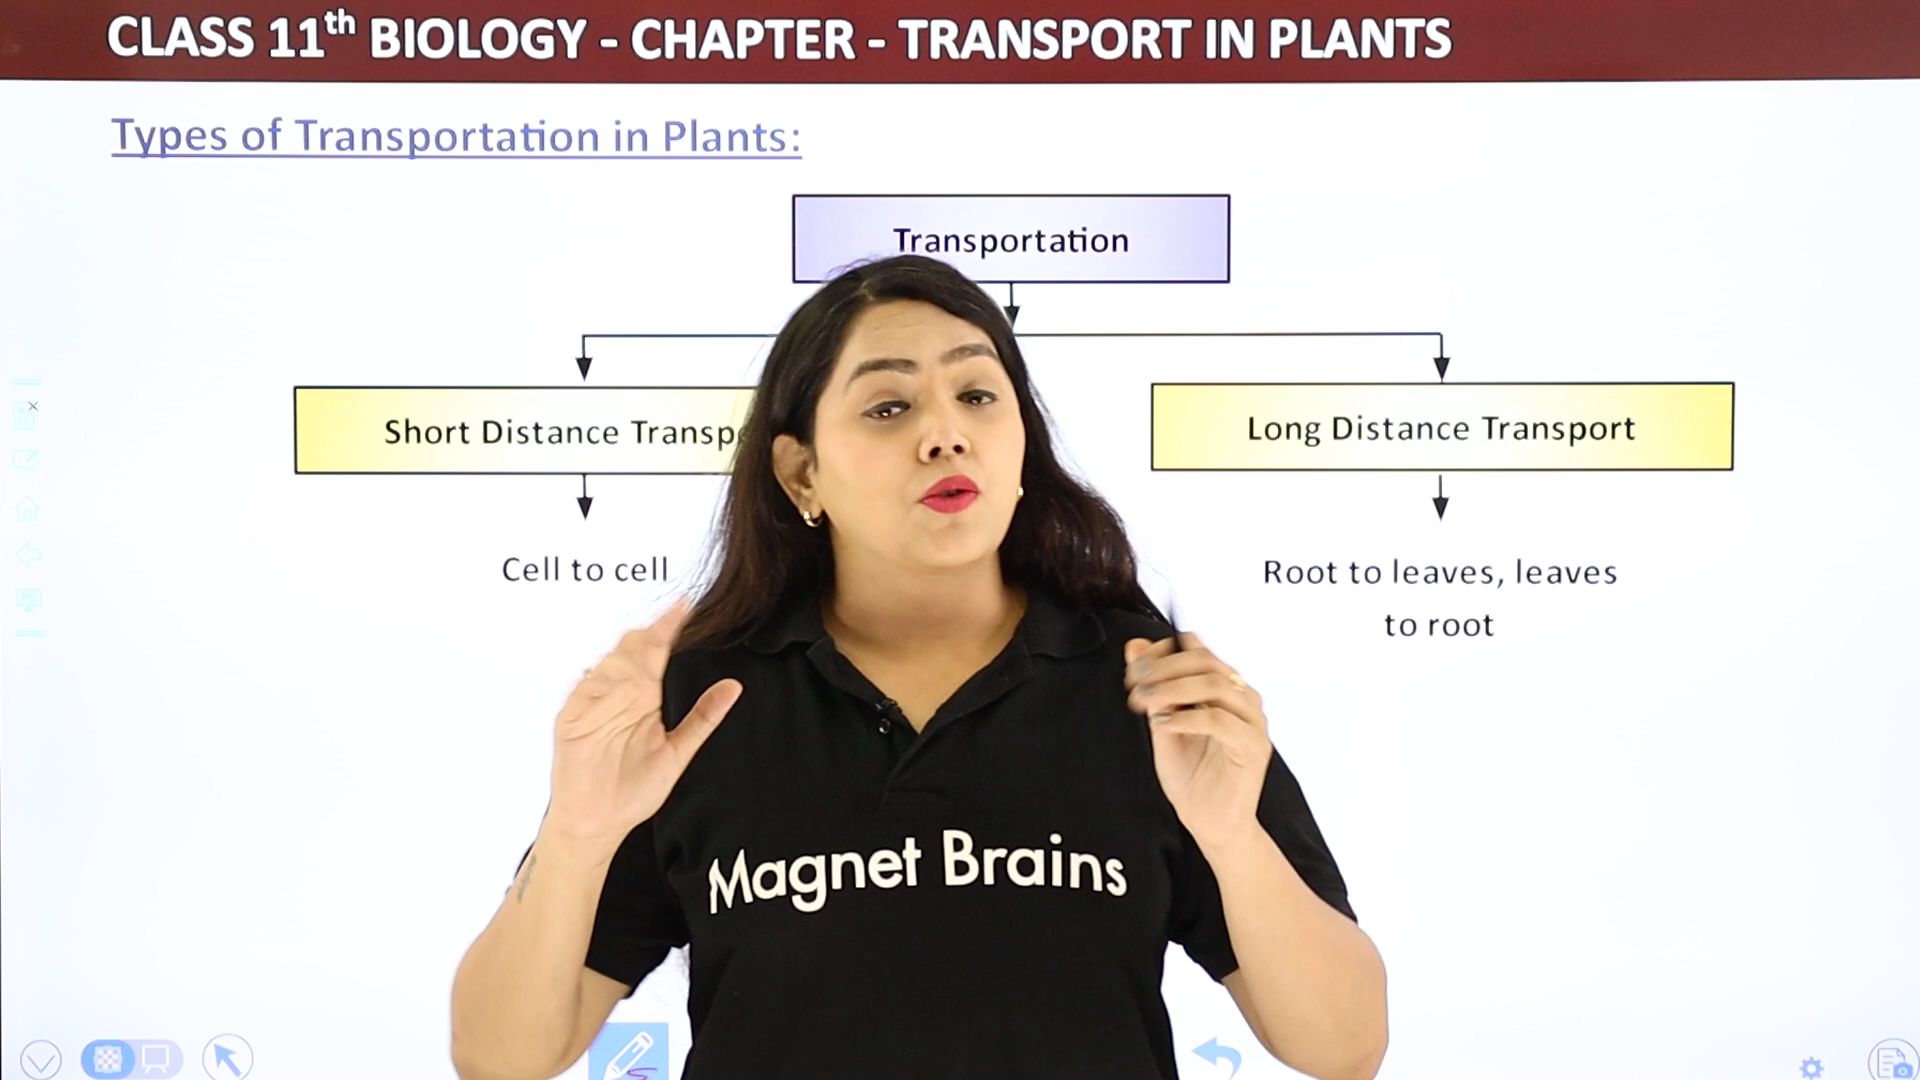 CLASS 11th BIOLOGY - CHAPTER - TRANSPORT IN PLANTS
Types of Transportation in Plants:
Transportation
Short Distance
Long Distance Transport
Cell to cell
Root to leaves, leaves
to root
Magnet Brains